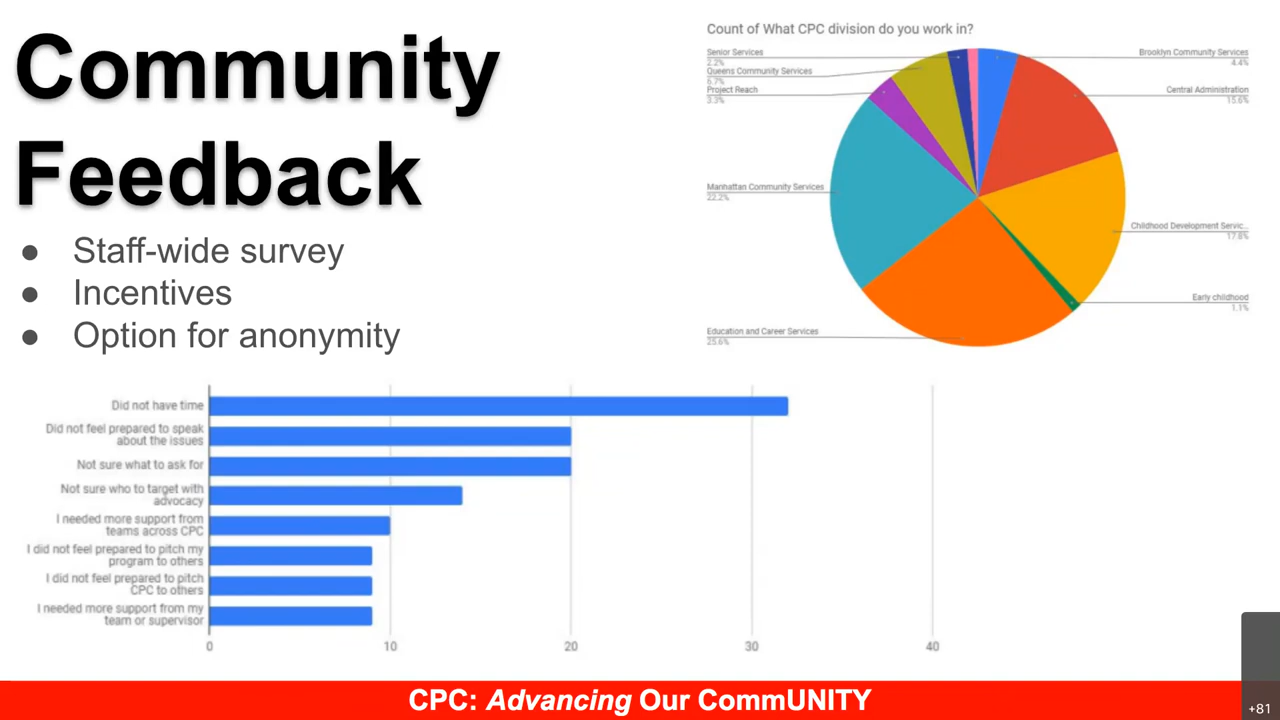 Community
Feedback
● Staff-wide survey
● Incentives
● Option for anonymity
Count of What CPC division do you work in?
Senior Services
2.2%
Queens Community Services
6.7%
Project Reach
3.3%
Manhattan Community Services
22.2%
Education and Career Services
25.6%
Brooklyn Community Services
4.4%
Central Administration
15.6%
Childhood Development Servic...
17.8%
Early childhood
1.1%
Did not have time
Did not feel prepared to speak
about the issues
Not sure what to ask for
Not sure who to target with
advocacy
I needed more support from
teams across CPC
I did not feel prepared to pitch my
program to others
I did not feel prepared to pitch
CPC to others
I needed more support from my
team or supervisor
0 10 20 30 40
CPC: Advancing Our CommUNITY
+81